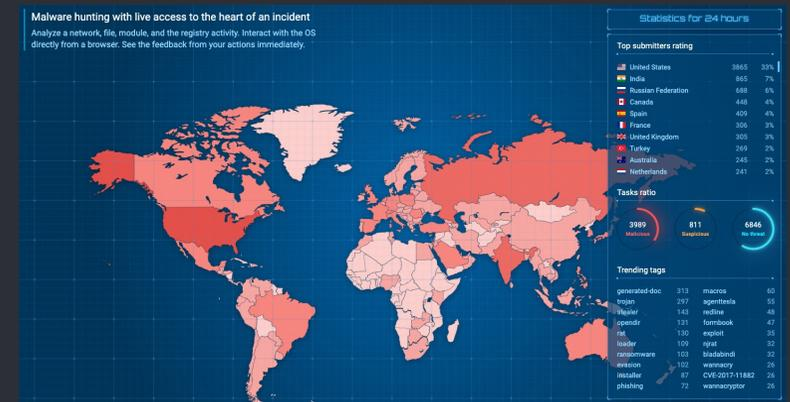 Malware hunting with live access to the heart of an incident
Analyze a network, file, module, and the registry activity. Interact with the OS
directly from a browser. See the feedback from your actions immediately.
Statistics for 24 hours
Top submitters rating
United States 3865 33%
India 865 7%
Russian Federation 688 6%
Canada 448 4%
Spain 409 4%
France 306 3%
United Kingdom 305 3%
Turkey 269 2%
Australia 245 2%
Netherlands 241 2%
Tasks ratio
3989 811 6846
Malicious Suspicious No threat
Trending tags
generated-doc 313 macros 60
trojan 297 agenttesla 55
stealer 143 redline 48
opendir 131 formbook 47
rat 130 exploit 35
loader 109 njrat 32
ransomware 103 bladabindi 32
evasion 102 wannacry 26
installer 87 CVE-2017-11882 26
phishing 72 wannacryptor 26